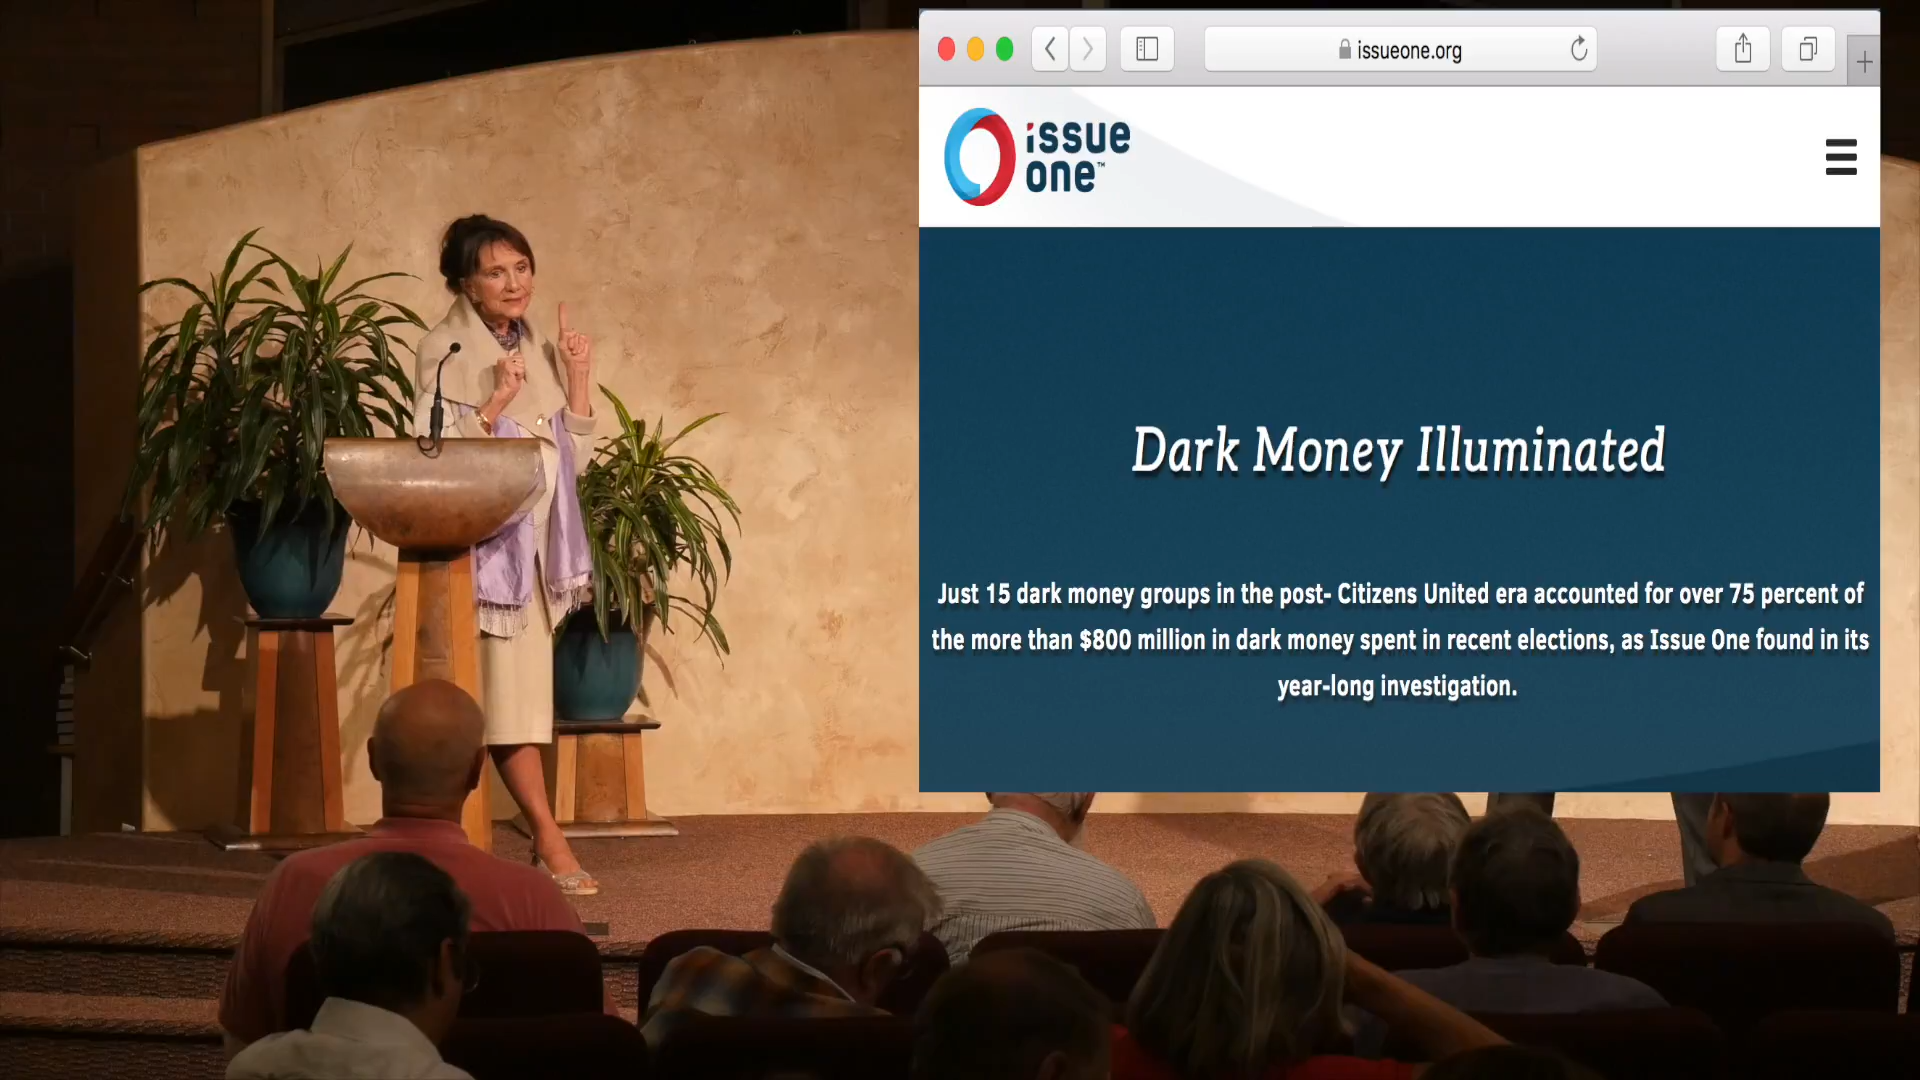 issueone.org
issue
one™
Dark Money Illuminated
Just 15 dark money groups in the post- Citizens United era accounted for over 75 percent of
the more than $800 million in dark money spent in recent elections, as Issue One found in its
year-long investigation.